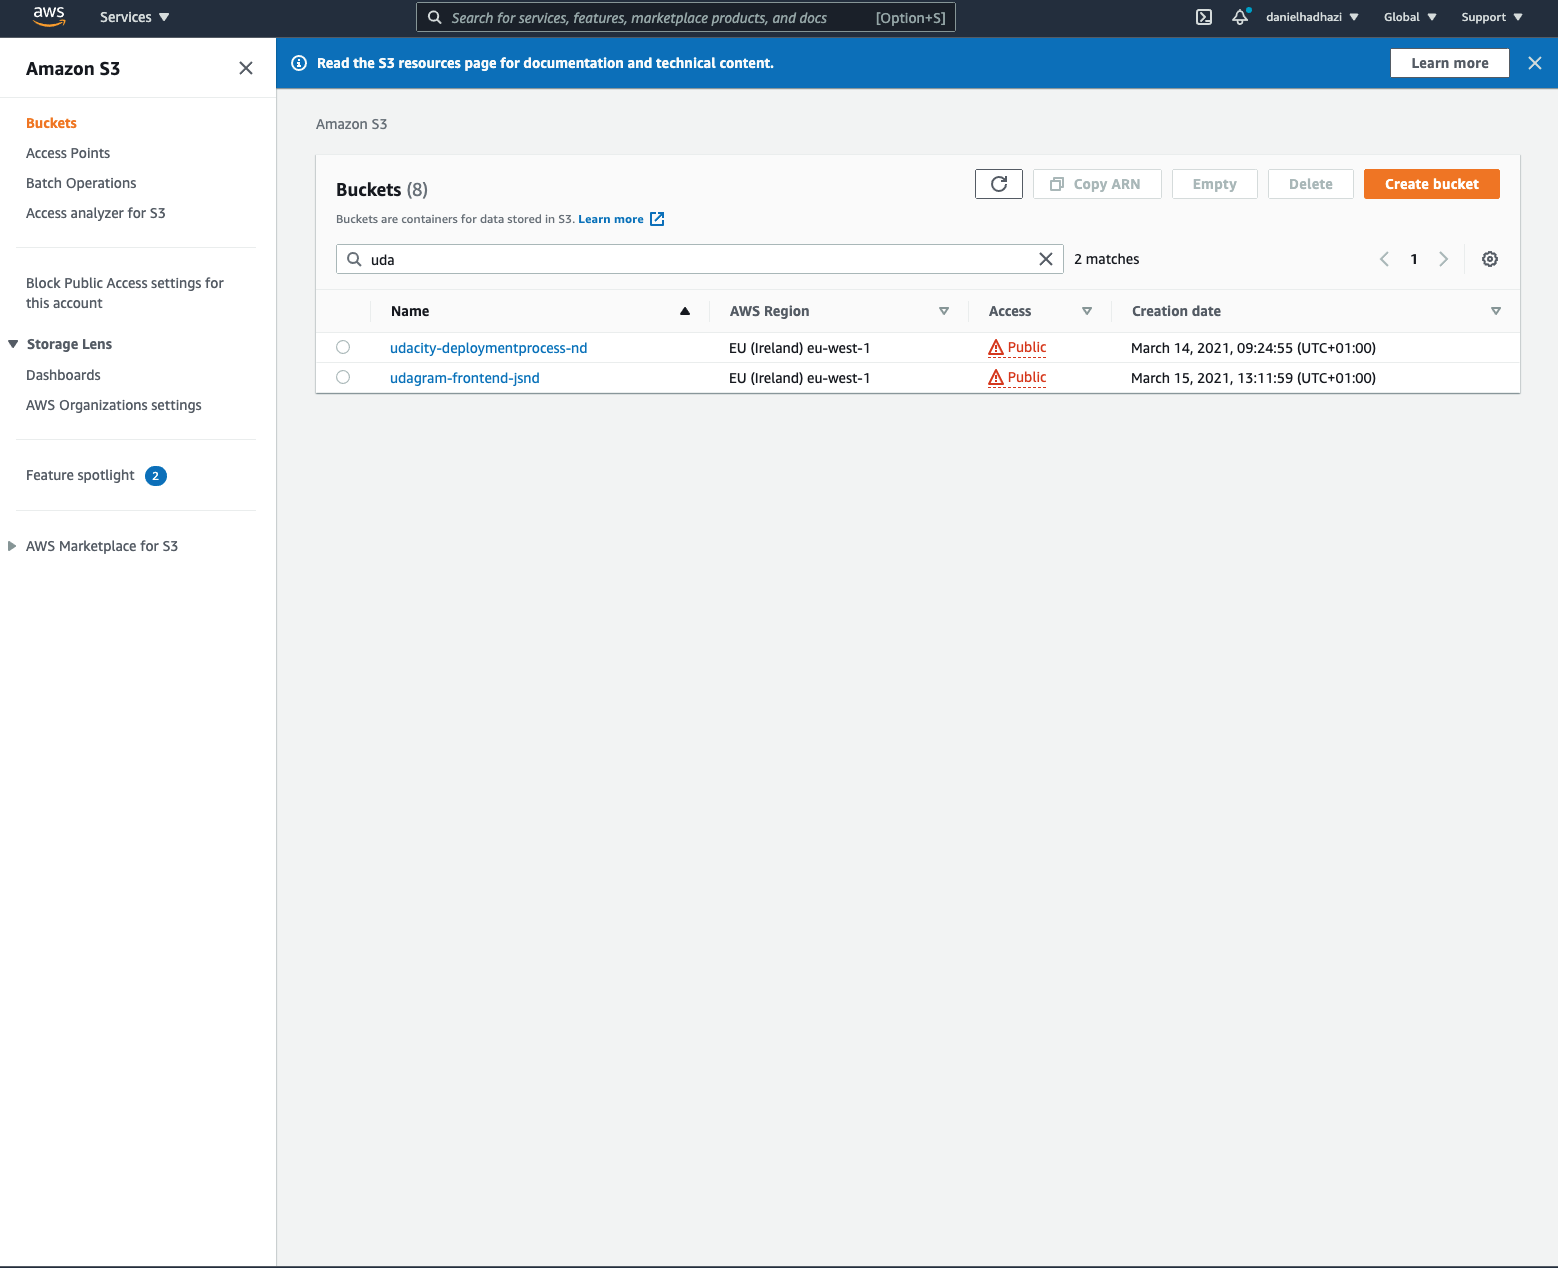 aws
Services
Search for services, features, marketplace products, and docs
[Option+S]
danielhadhazi
Global
Support
Amazon S3
Buckets
Access Points
Batch Operations
Access analyzer for S3
Block Public Access settings for
this account
Storage Lens
Dashboards
AWS Organizations settings
Feature spotlight 2
AWS Marketplace for S3
Read the S3 resources page for documentation and technical content.
Learn more
Amazon S3
Buckets (8)
Copy ARN
Empty
Delete
Create bucket
Buckets are containers for data stored in S3. Learn more
uda
2 matches
1
Name
AWS Region
Access
Creation date
udacity-deploymentprocess-nd EU (Ireland) eu-west-1 Public March 14, 2021, 09:24:55 (UTC+01:00)
udagram-frontend-jsnd EU (Ireland) eu-west-1 Public March 15, 2021, 13:11:59 (UTC+01:00)